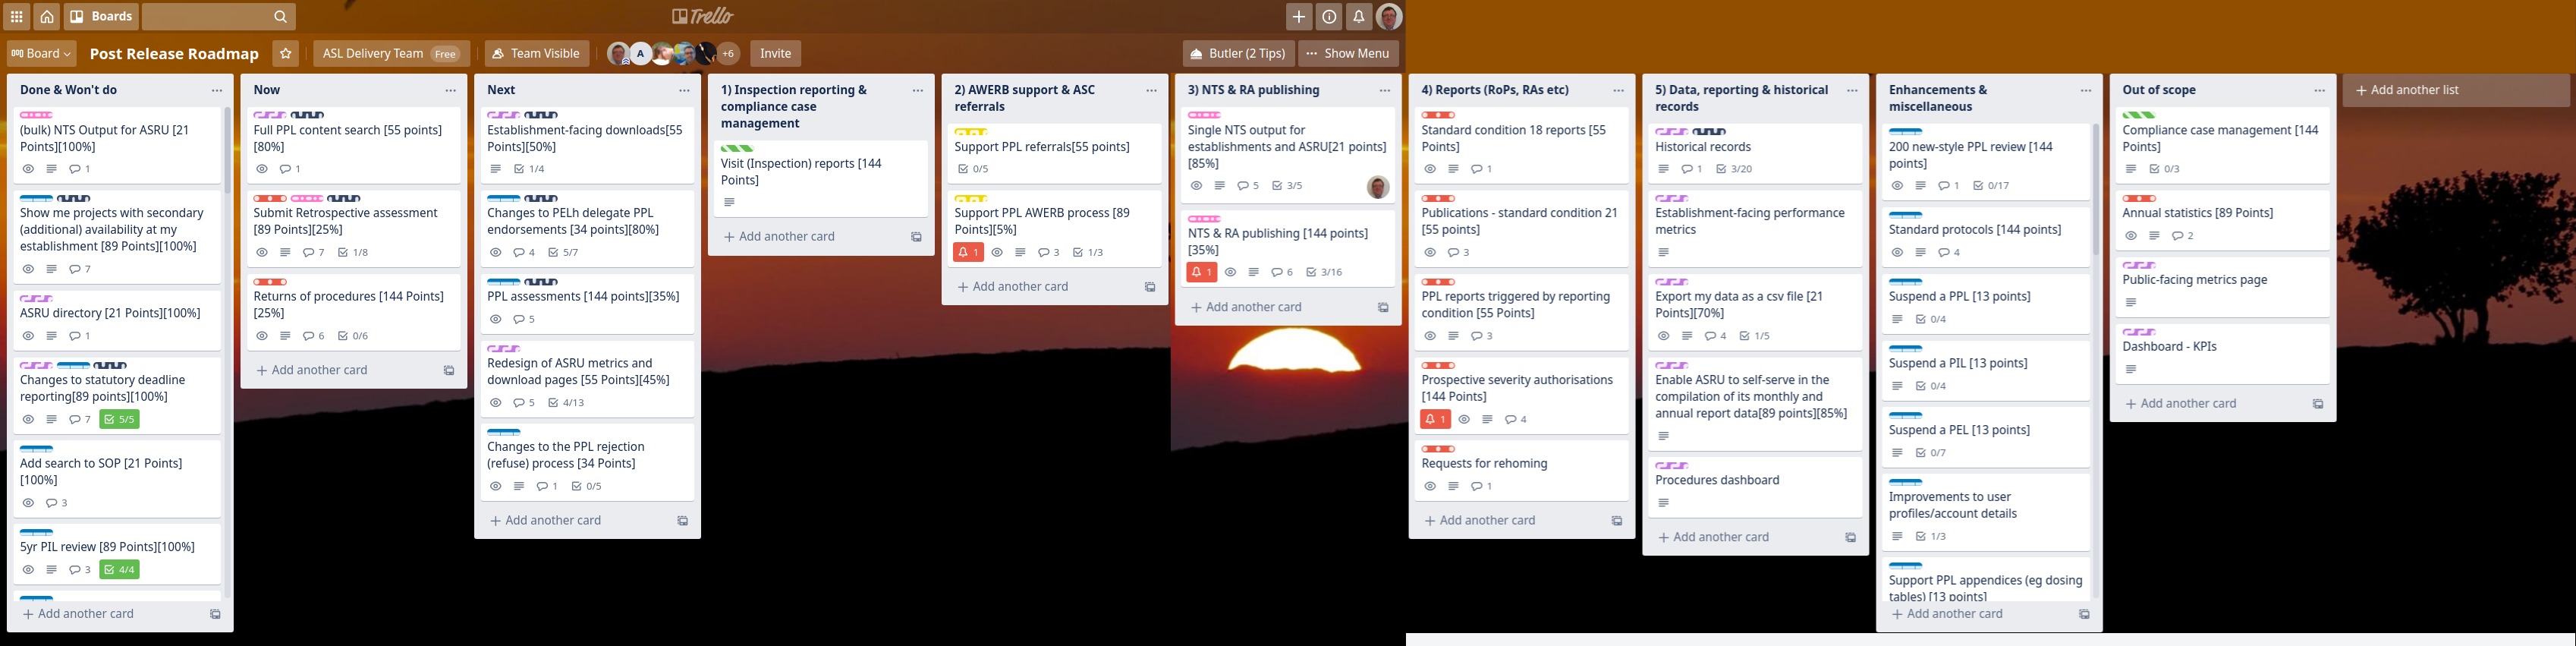 Boards
Trello
Board
Post Release Roadmap
ASL Delivery Team Free
Team Visible
A
+6
Invite
Butler (2 Tips)
Show Menu
Done & Won't do
(bulk) NTS Output for ASRU [21
Points][100%]
1
Show me projects with secondary
(additional) availability at my
establishment [89 Points][100%]
7
ASRU directory [21 Points][100%]
1
Changes to statutory deadline
reporting[89 points][100%]
7 5/5
Add search to SOP [21 Points]
[100%]
3
5yr PIL review [89 Points][100%]
3 4/4
Add another card
Now
Full PPL content search [55 points]
[80%]
1
Submit Retrospective assessment
[89 Points][25%]
7 1/8
Returns of procedures [144 Points]
[25%]
6 0/6
Add another card
Next
Establishment-facing downloads[55
Points][50%]
1/4
Changes to PELh delegate PPL
endorsements [34 points][80%]
4 5/7
PPL assessments [144 points][35%]
5
Redesign of ASRU metrics and
download pages [55 Points][45%]
5 4/13
Changes to the PPL rejection
(refuse) process [34 Points]
1 0/5
Add another card
1) Inspection reporting &
compliance case
management
Visit (Inspection) reports [144
Points]
Add another card
2) AWERB support & ASC
referrals
Support PPL referrals[55 points]
0/5
Support PPL AWERB process [89
Points][5%]
1 3 1/3
Add another card
3) NTS & RA publishing
Single NTS output for
establishments and ASRU[21 points]
[85%]
5 3/5
NTS & RA publishing [144 points]
[35%]
1 6 3/16
Add another card
4) Reports (RoPs, RAs etc)
Standard condition 18 reports [55
Points]
1
Publications - standard condition 21
[55 points]
3
PPL reports triggered by reporting
condition [55 Points]
3
Prospective severity authorisations
[144 Points]
1 4
Requests for rehoming
1
Add another card
5) Data, reporting & historical
records
Historical records
1 3/20
Establishment-facing performance
metrics
Export my data as a csv file [21
Points][70%]
4 1/5
Enable ASRU to self-serve in the
compilation of its monthly and
annual report data[89 points][85%]
Procedures dashboard
Add another card
Enhancements &
miscellaneous
200 new-style PPL review [144
points]
1 0/17
Standard protocols [144 points]
4
Suspend a PPL [13 points]
0/4
Suspend a PIL [13 points]
0/4
Suspend a PEL [13 points]
0/7
Improvements to user
profiles/account details
1/3
Support PPL appendices (eg dosing
tables) [13 points]
Add another card
Out of scope
Compliance case management [144
Points]
0/3
Annual statistics [89 Points]
2
Public-facing metrics page
Dashboard - KPIs
Add another card
Add another list